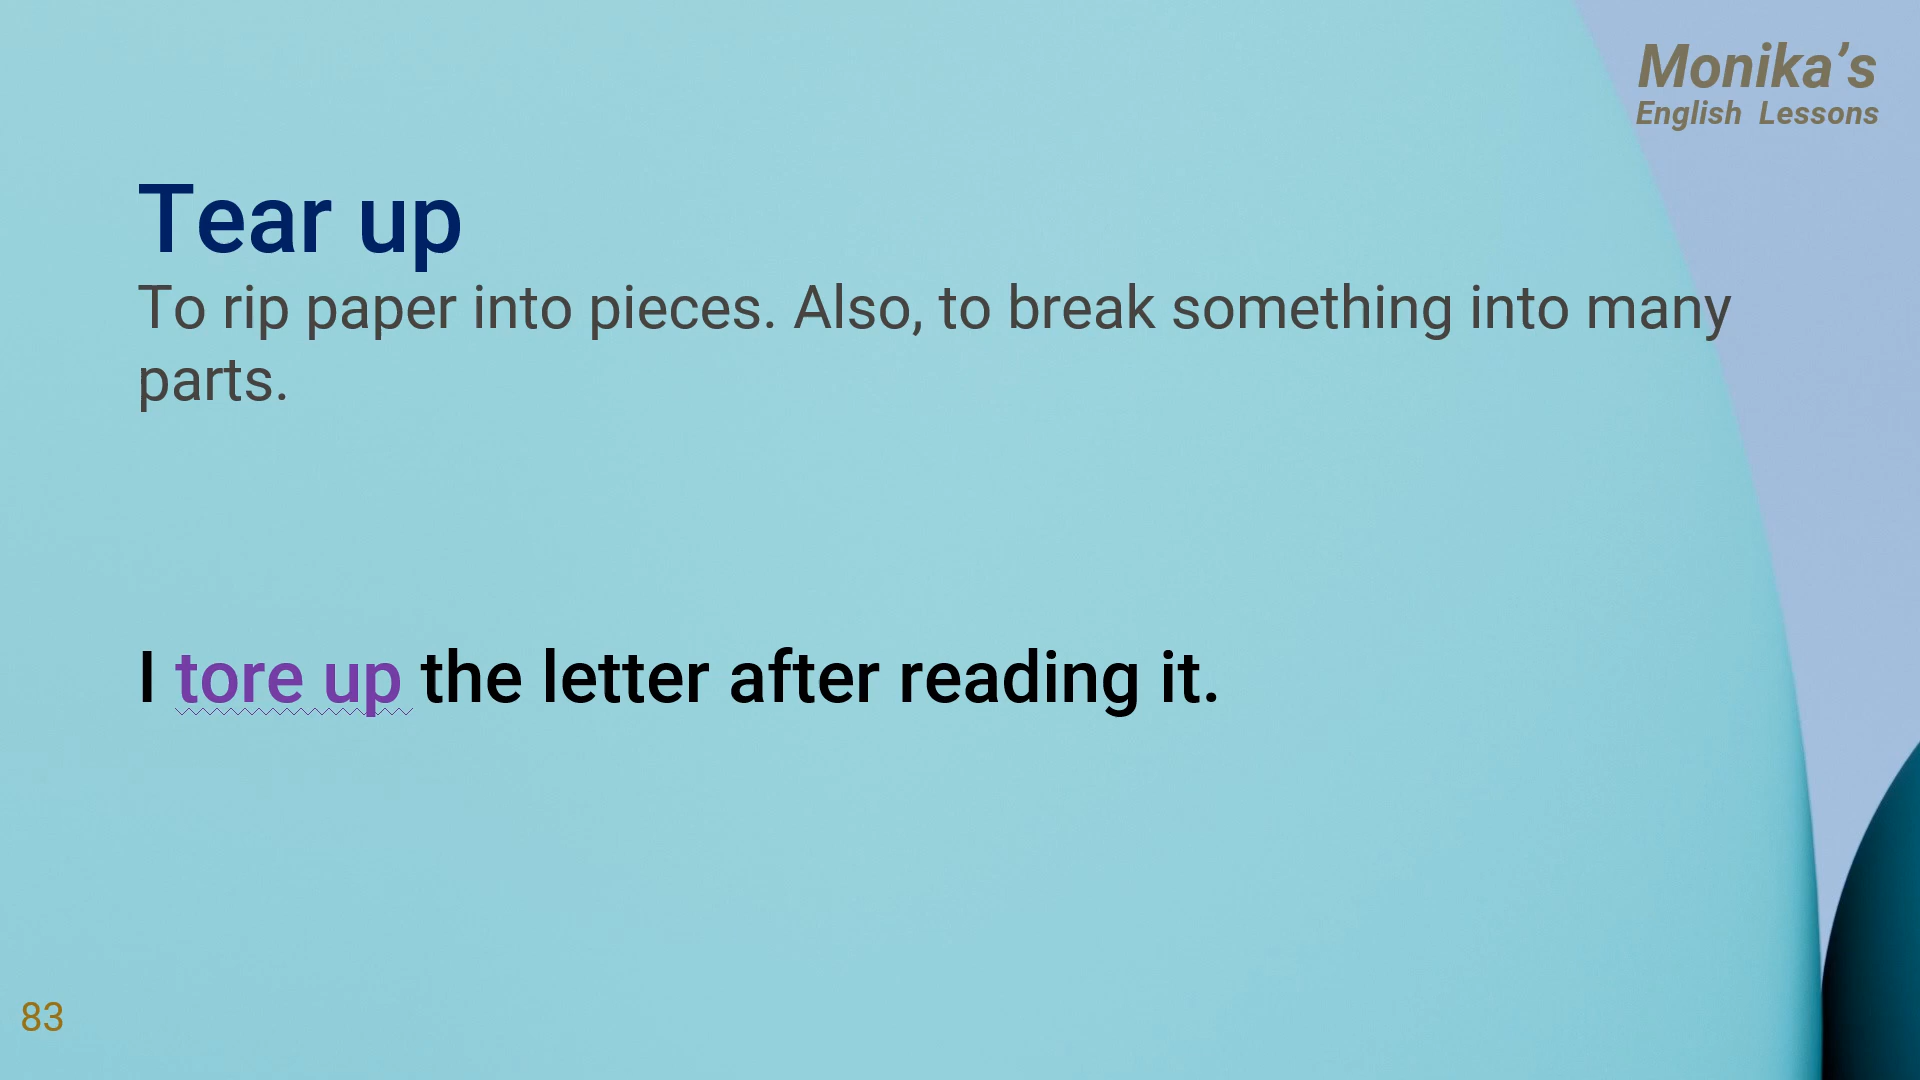 Monika’s
English Lessons
Tear up
To rip paper into pieces. Also, to break something into many
parts.
I tore up the letter after reading it.
83